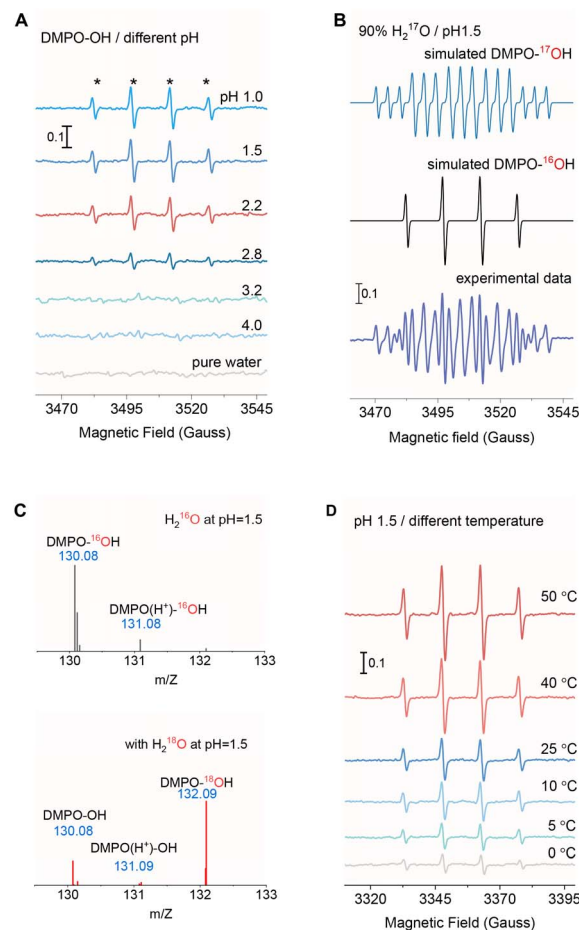 A
DMPO-OH / different pH
* * * *
pH 1.0
0.1
1.5
2.2
2.8
3.2
4.0
pure water
3470 3495 3520 3545
Magnetic Field (Gauss)
B
90% H₂¹⁷O / pH1.5
simulated DMPO-¹⁷OH
simulated DMPO-¹⁶OH
experimental data
0.1
3470 3495 3520 3545
Magnetic field (Gauss)
C
H₂¹⁶O at pH=1.5
DMPO-¹⁶OH
130.08
DMPO(H⁺)-¹⁶OH
131.08
130 131 132 133
m/Z
with H₂¹⁸O at pH=1.5
DMPO-¹⁸OH
132.09
DMPO-OH
130.08
DMPO(H⁺)-OH
131.09
130 131 132 133
m/Z
D
pH 1.5 / different temperature
50 °C
0.1
40 °C
25 °C
10 °C
5 °C
0 °C
3320 3345 3370 3395
Magnetic Field (Gauss)